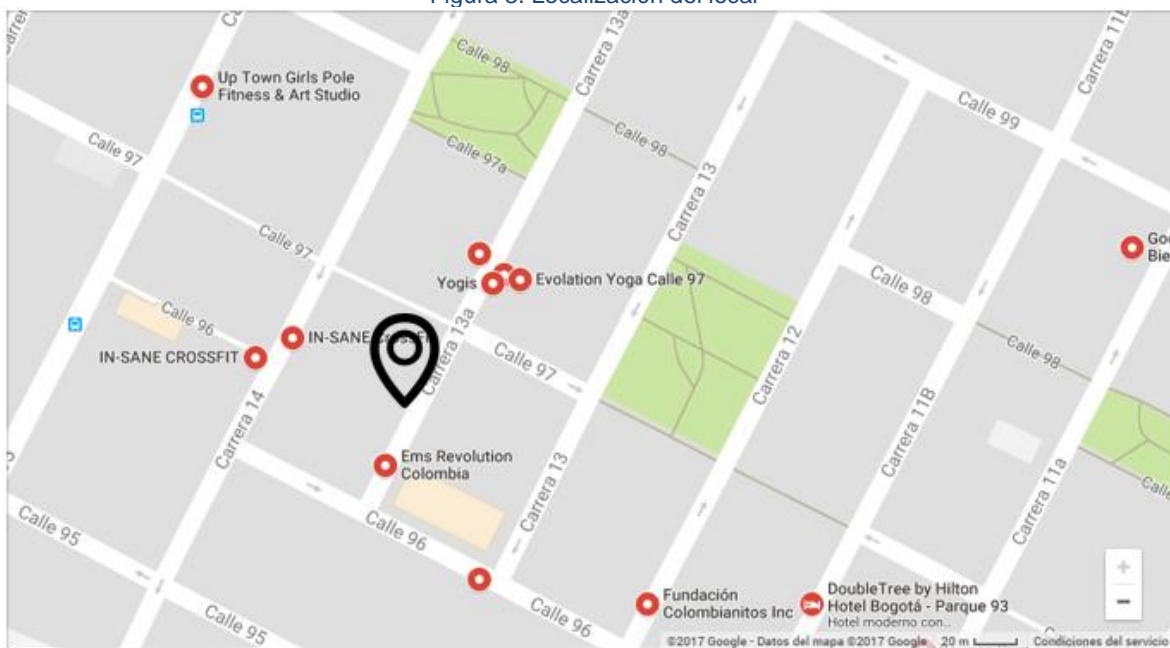 Figura 3. Localización del local
Calle 98
Carrera 13a
Carrera 11B
Up Town Girls Pole
Fitness & Art Studio
Calle 99
Calle 97
Calle 97a
Calle 98
Carrera 13
Calle 97
Yogis
Evolation Yoga Calle 97
Calle 98
Calle 96
IN-SANE CROSSFIT
IN-SANE
Carrera 13a
Calle 97
Carrera 12
Calle 98
Carrera 14
Carrera 11B
Ems Revolution
Colombia
Carrera 13
Carrera 11a
Calle 95
Calle 96
Calle 95
Calle 96
Fundación
Colombianitos Inc
DoubleTree by Hilton
Hotel Bogotá - Parque 93
Hotel moderno con..
©2017 Google - Datos del mapa ©2017 Google 20 m Condiciones del servicio